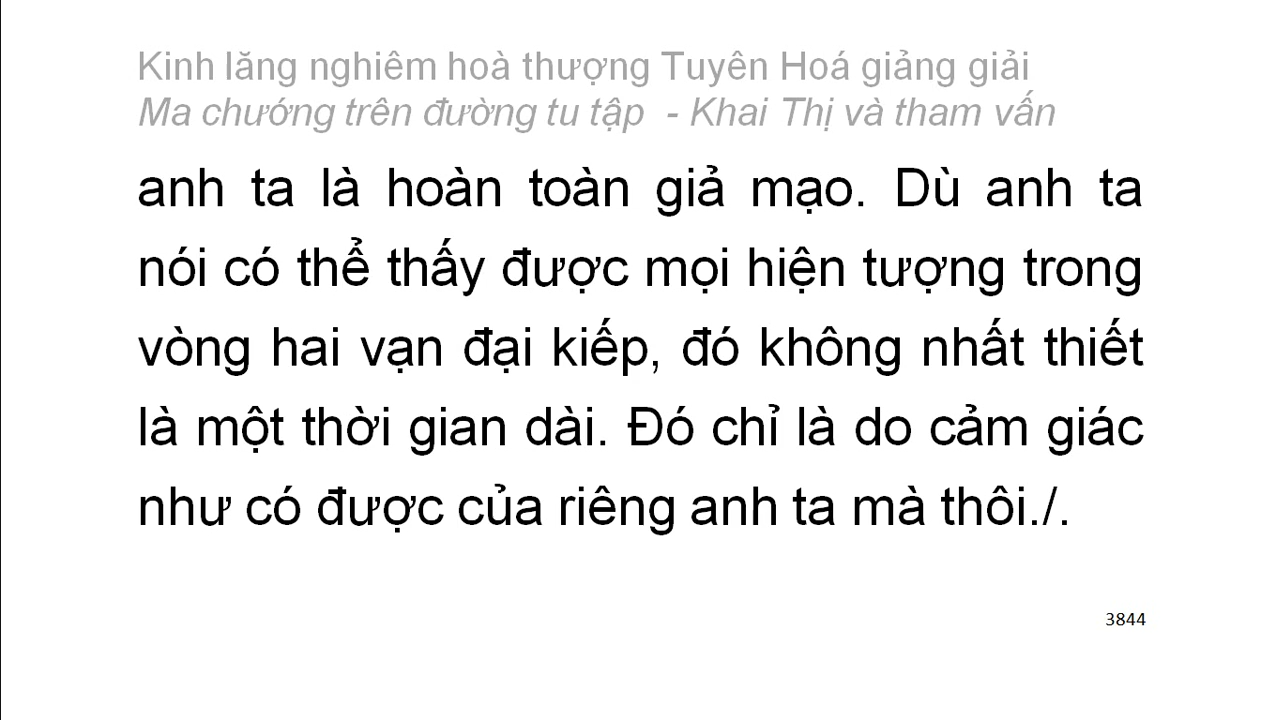 Kinh lăng nghiêm hoà thượng Tuyên Hoá giảng giải
Ma chướng trên đường tu tập - Khai Thị và tham vấn
anh ta là hoàn toàn giả mạo. Dù anh ta
nói có thể thấy được mọi hiện tượng trong
vòng hai vạn đại kiếp, đó không nhất thiết
là một thời gian dài. Đó chỉ là do cảm giác
như có được của riêng anh ta mà thôi./.
3844